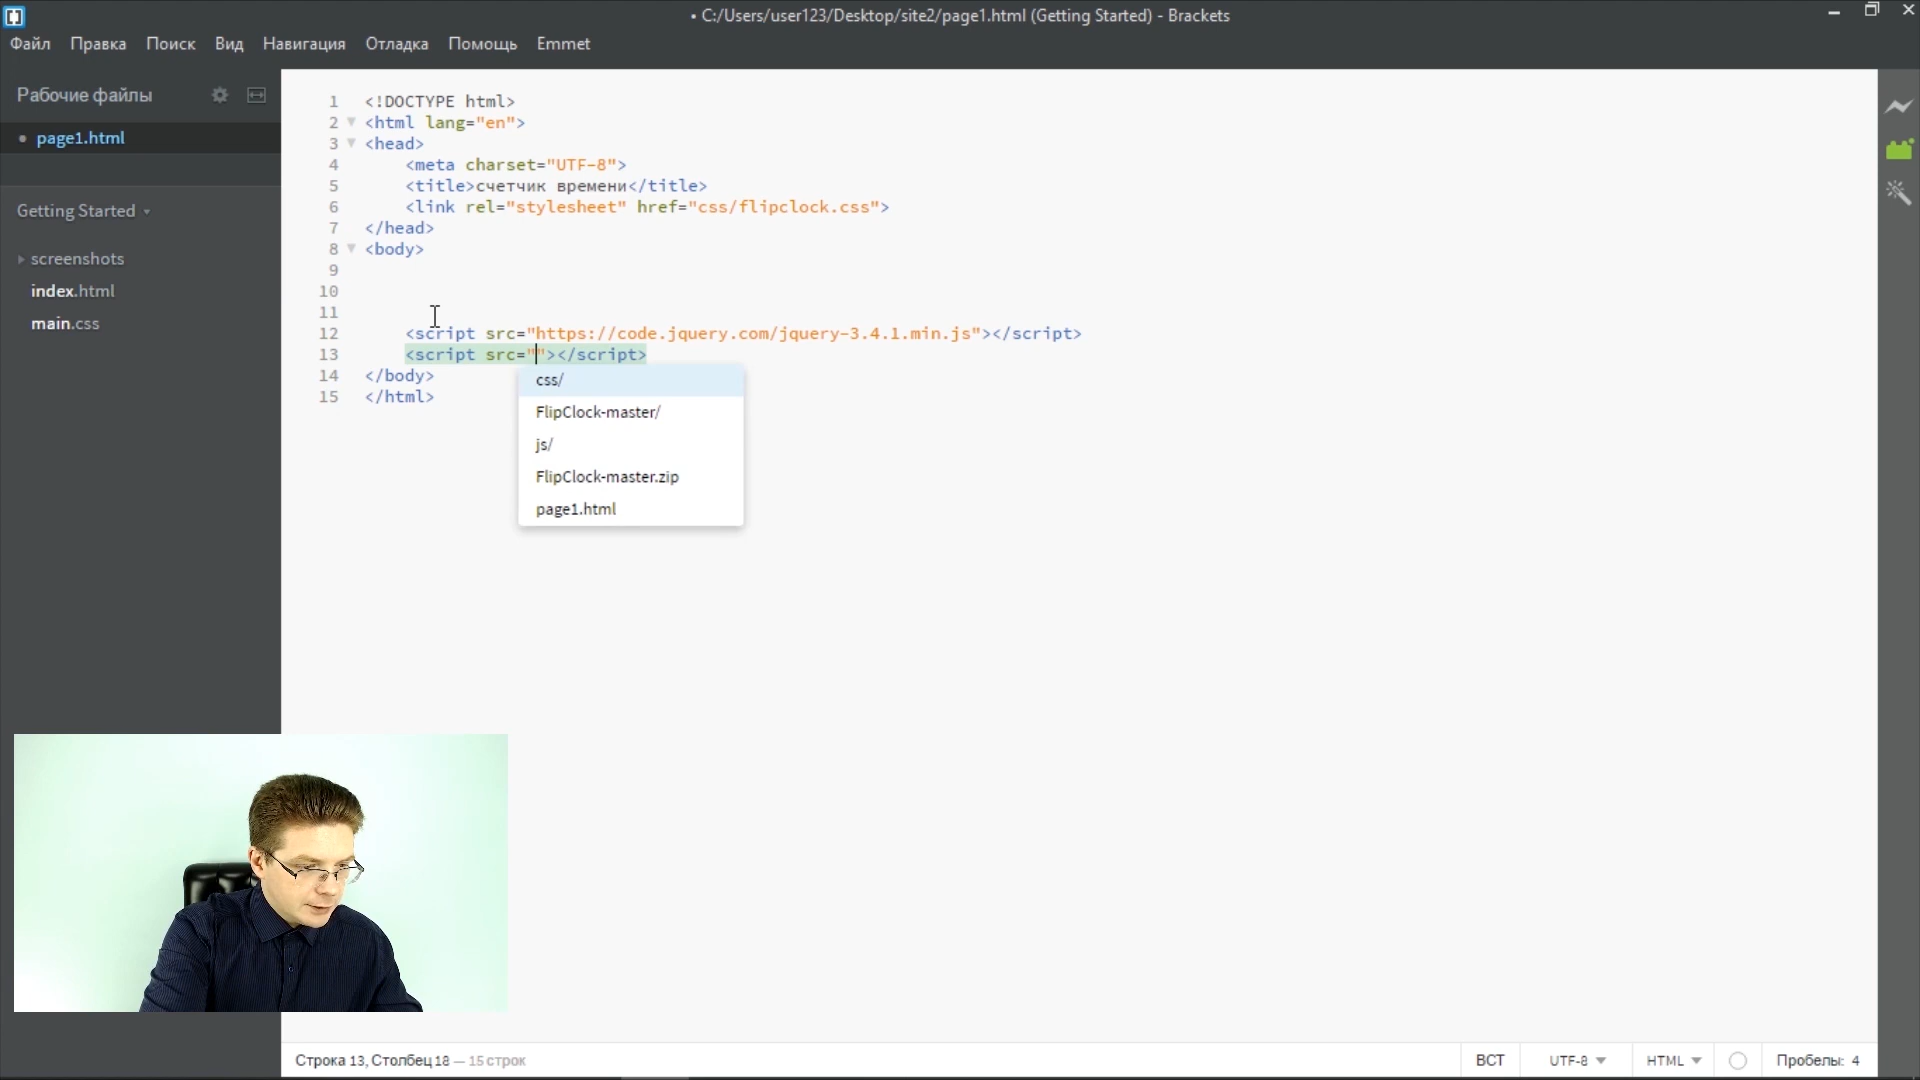 • C:/Users/user123/Desktop/site2/page1.html (Getting Started) - Brackets
Файл Правка Поиск Вид Навигация Отладка Помощь Emmet
Рабочие файлы
• page1.html
Getting Started
screenshots
index.html
main.css
1 <!DOCTYPE html>
2 <html lang="en">
3 <head>
4 <meta charset="UTF-8">
5 <title>счетчик времени</title>
6 <link rel="stylesheet" href="css/flipclock.css">
7 </head>
8 <body>
9
10
11
12 <script src="https://code.jquery.com/jquery-3.4.1.min.js"></script>
13 <script src=""></script>
14 </body>
15 </html>
css/
FlipClock-master/
js/
FlipClock-master.zip
page1.html
Строка 13, Столбец 18 — 15 строк
ВСТ UTF-8 HTML Пробелы: 4